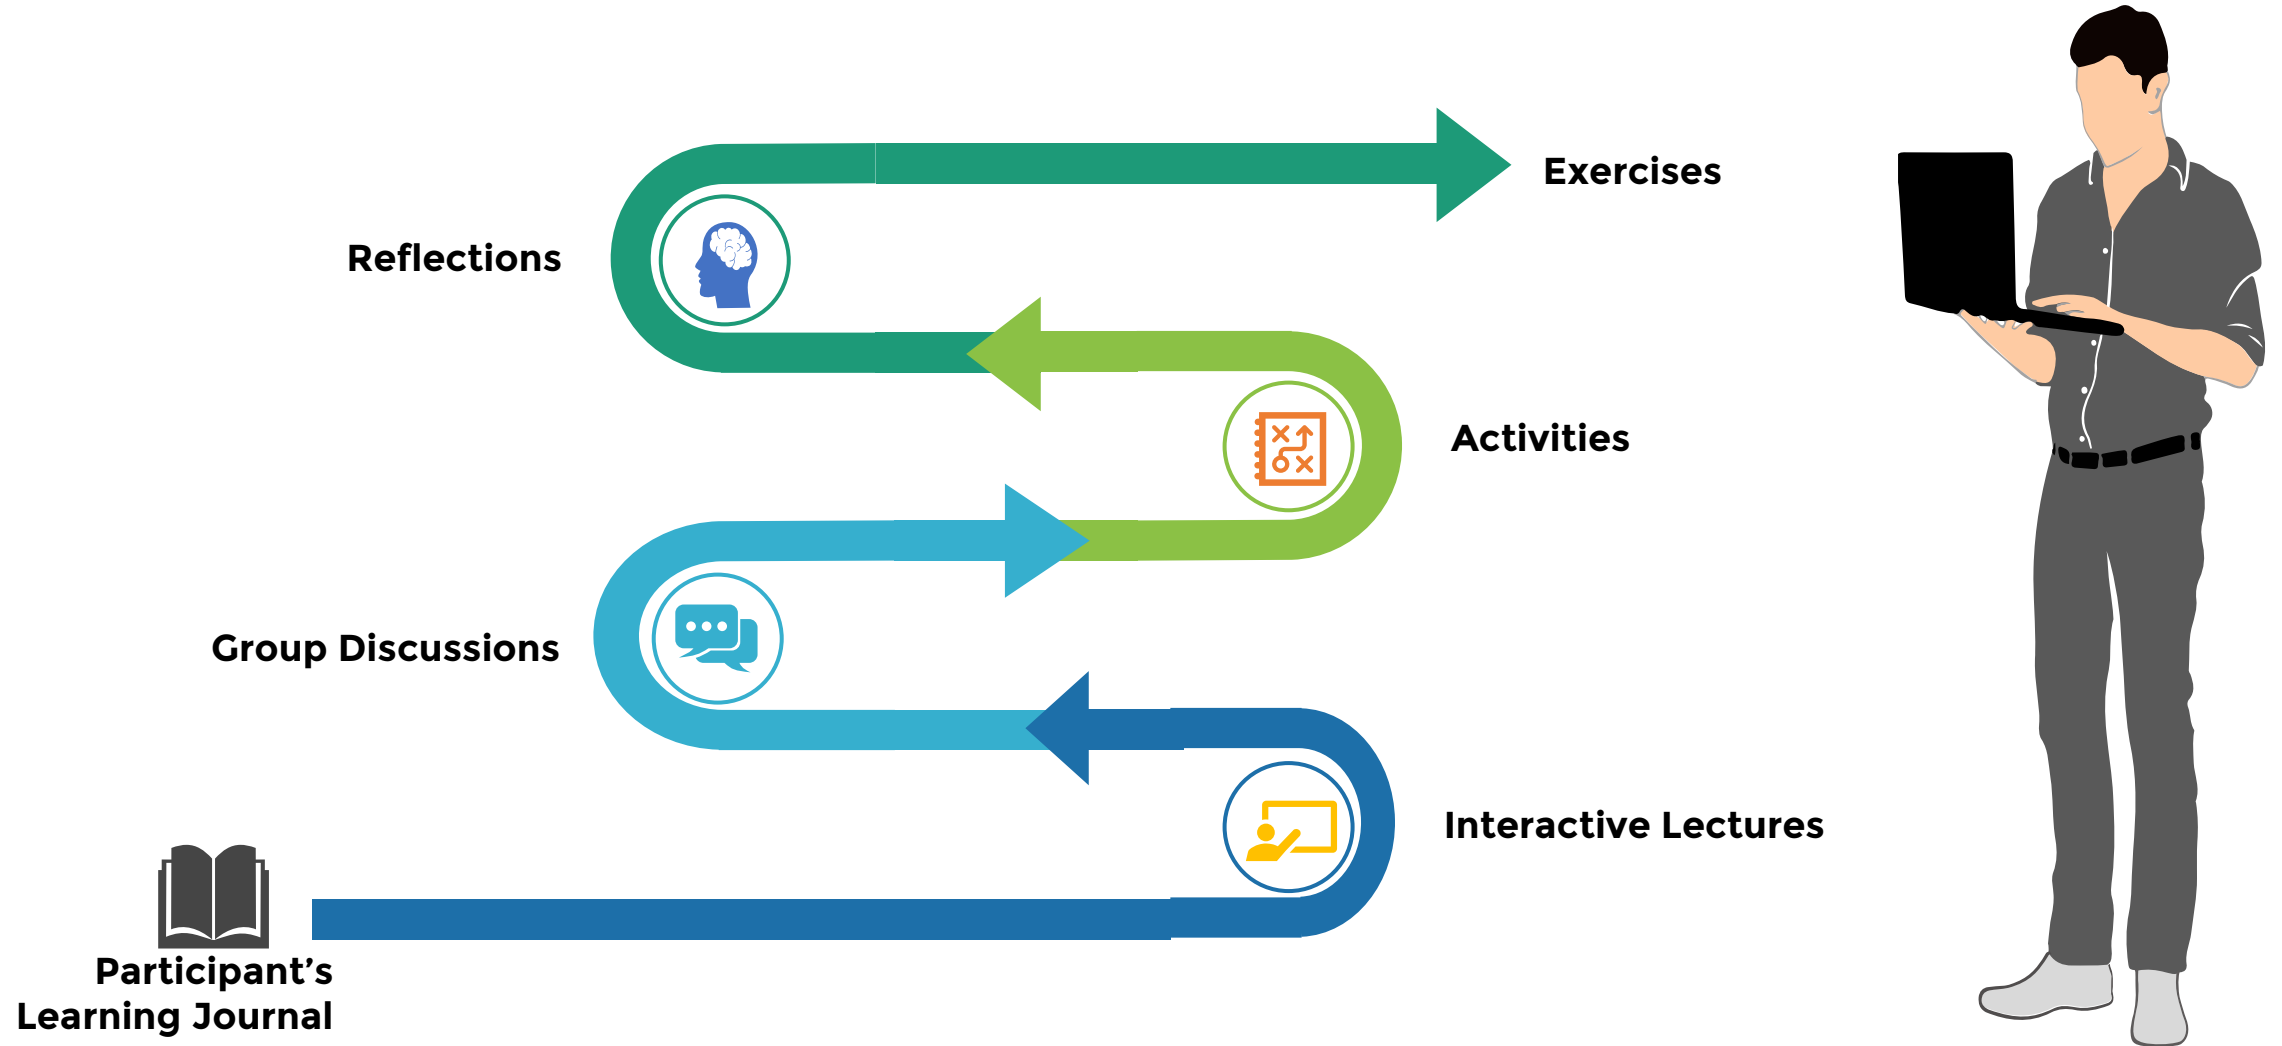 Exercises
Reflections
Activities
Group Discussions
Interactive Lectures
Participant’s
Learning Journal